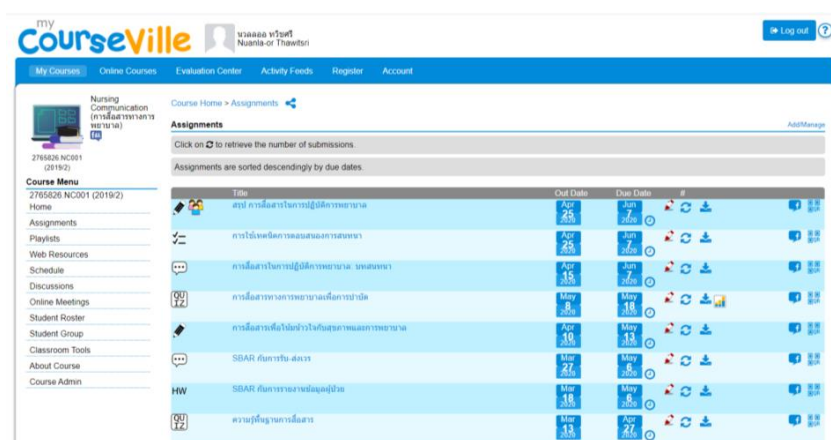 my
CourseVille
นวลลออ ทวิชศรี
Nuanla-or Thawitsri
Log out
?
My Courses Online Courses Evaluation Center Activity Feeds Register Account
Nursing
Communication
(การสื่อสารทางการ
พยาบาล)
2765826.NC001
(2019/2)
Course Menu
2765826.NC001 (2019/2)
Home
Assignments
Playlists
Web Resources
Schedule
Discussions
Online Meetings
Student Roster
Student Group
Classroom Tools
About Course
Course Admin
Course Home > Assignments
Assignments Add/Manage
Click on to retrieve the number of submissions.
Assignments are sorted descendingly by due dates.
Title Out Date Due Date #
สรุป การสื่อสารในการปฏิบัติการพยาบาล Apr 25 2020 Jun 7 2020
การใช้เทคนิคการตอบสนองการสนทนา Apr 25 2020 Jun 7 2020
การสื่อสารในการปฏิบัติการพยาบาล: บทสนทนา Apr 15 2020 Jun 7 2020
QUIZ การสื่อสารทางการพยาบาลเพื่อการบำบัด May 8 2020 May 18 2020
การสื่อสารเพื่อโน้มน้าวใจกับสุขภาพและการพยาบาล Apr 10 2020 May 13 2020
SBAR กับการรับ-ส่งเวร Mar 27 2020 May 6 2020
HW SBAR กับการรายงานข้อมูลผู้ป่วย Mar 18 2020 May 6 2020
QUIZ ความรู้พื้นฐานการสื่อสาร Mar 13 2020 Apr 27 2020